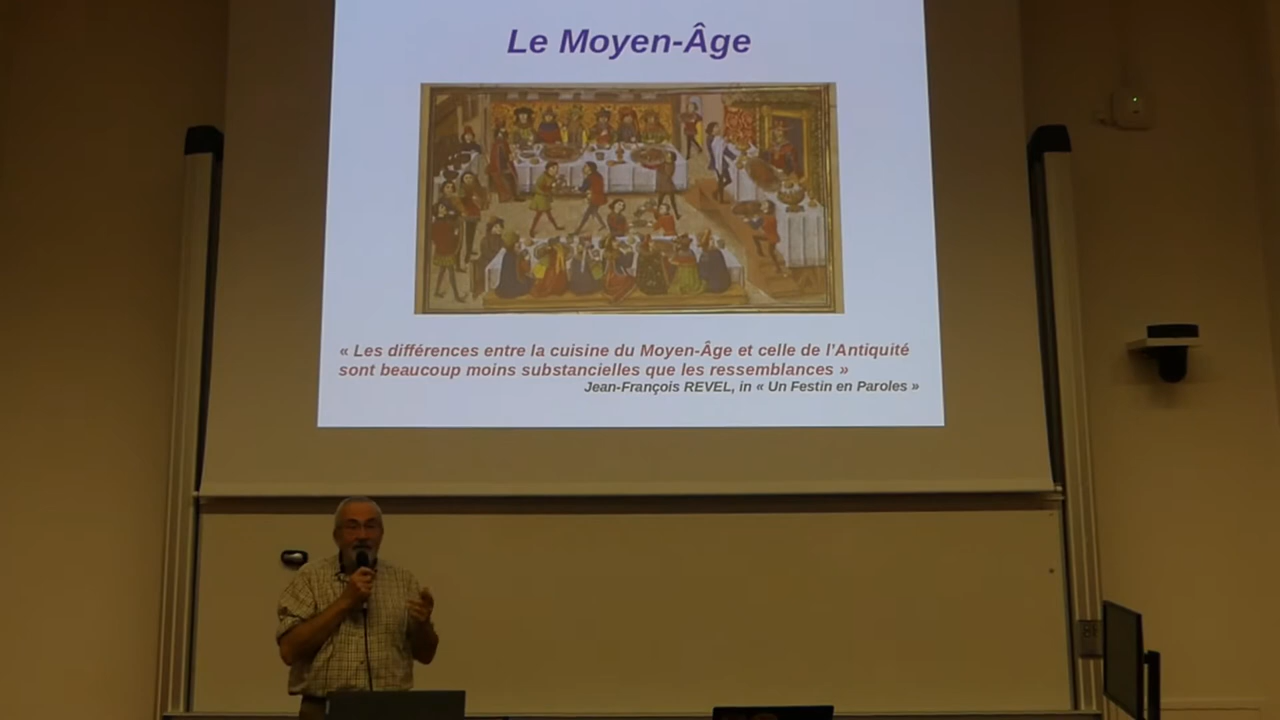 Le Moyen-Âge
« Les différences entre la cuisine du Moyen-Âge et celle de l'Antiquité
sont beaucoup moins substancielles que les ressemblances »
Jean-François REVEL, in « Un Festin en Paroles »